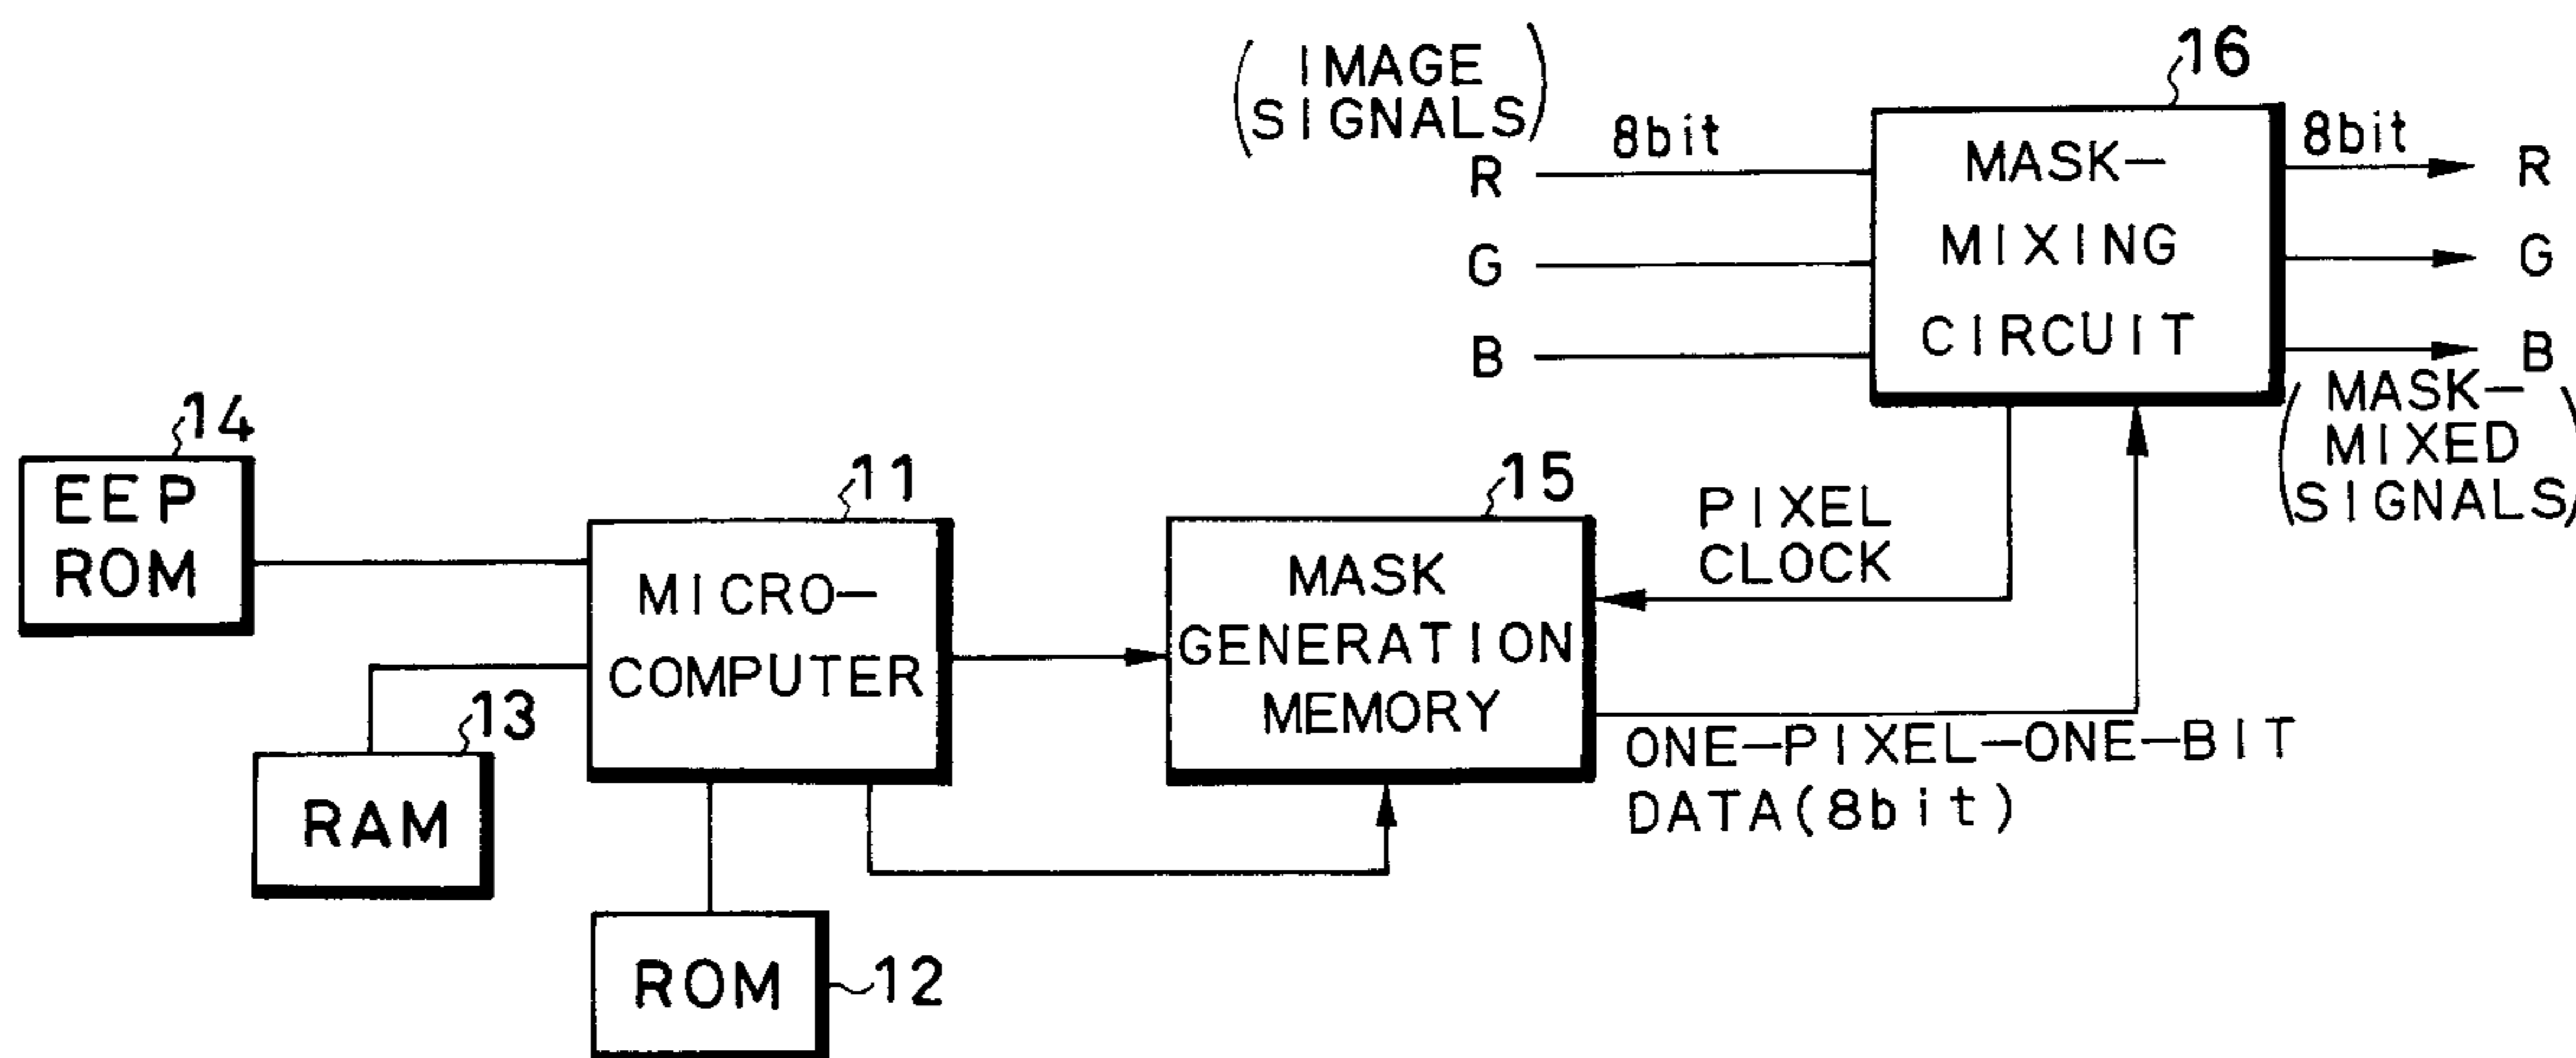 (IMAGE
SIGNALS)
16
R 8bit
G
B
MASK-
MIXING
CIRCUIT
8bit R
G
B
(MASK-
MIXED
SIGNALS)
14
EEP
ROM
11
MICRO-
COMPUTER
15
MASK
GENERATION
MEMORY
PIXEL
CLOCK
ONE-PIXEL-ONE-BIT
DATA(8bit)
13
RAM
ROM
12